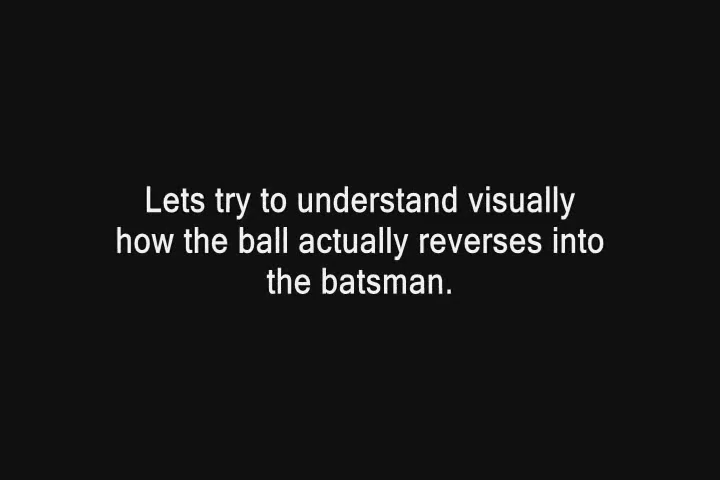 Lets try to understand visually
how the ball actually reverses into
the batsman.